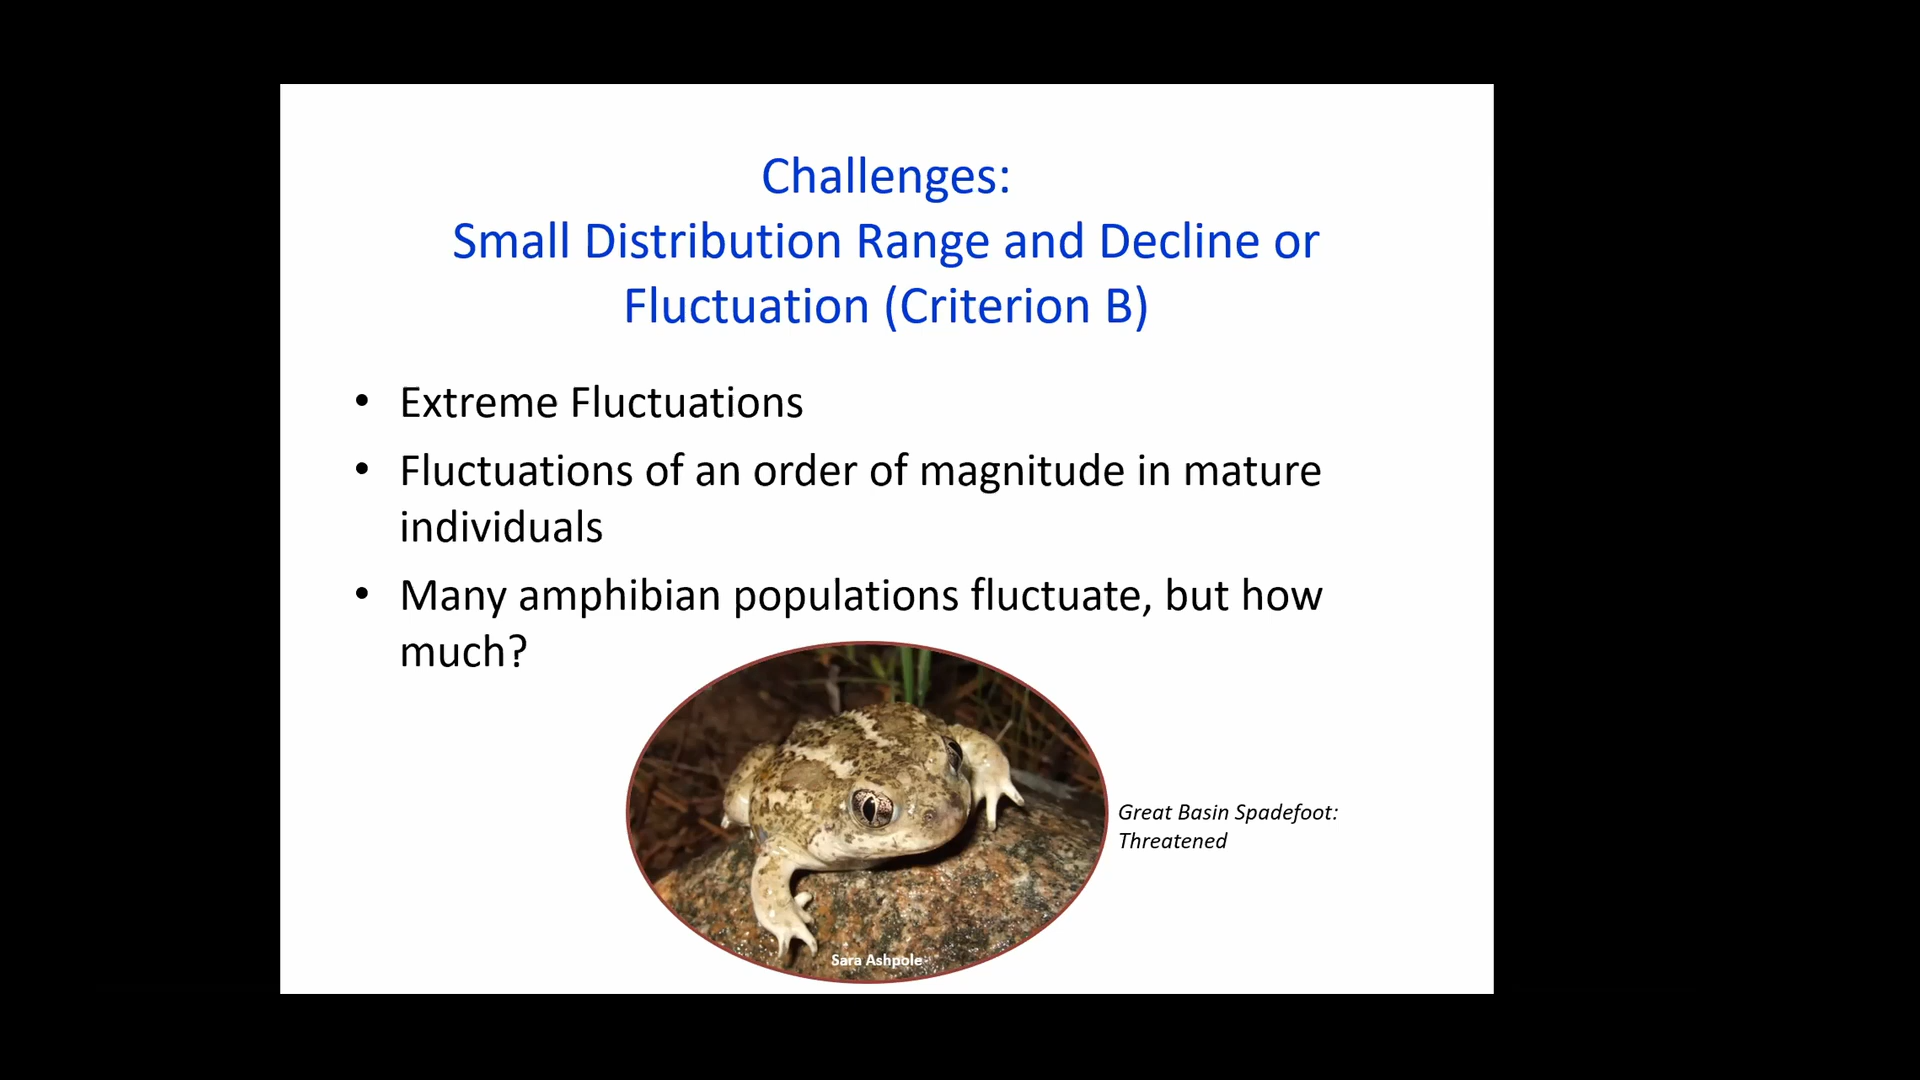 Challenges:
Small Distribution Range and Decline or
Fluctuation (Criterion B)
• Extreme Fluctuations
• Fluctuations of an order of magnitude in mature
individuals
• Many amphibian populations fluctuate, but how
much?
Great Basin Spadefoot:
Threatened
Sara Ashpole